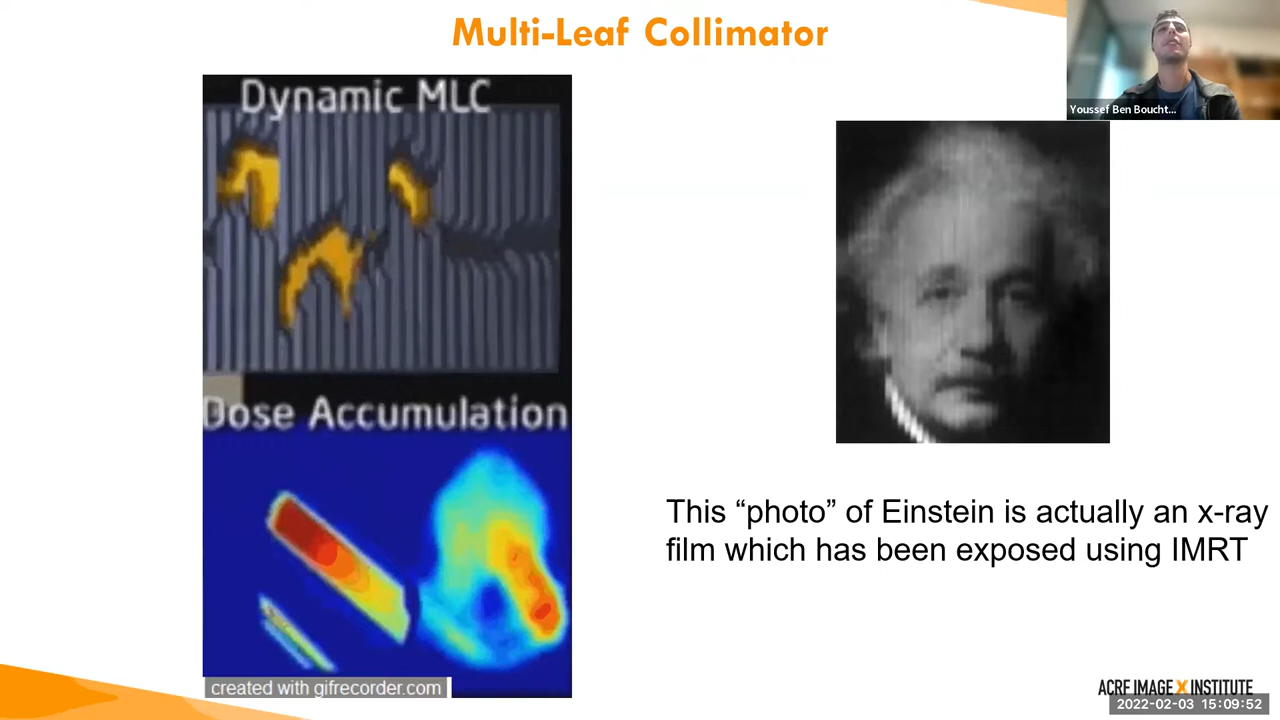 Multi-Leaf Collimator
Youssef Ben Boucht...
Dynamic MLC
Dose Accumulation
This “photo” of Einstein is actually an x-ray
film which has been exposed using IMRT
created with gifrecorder.com
ACRF IMAGE X INSTITUTE
2022-02-03 15:09:52